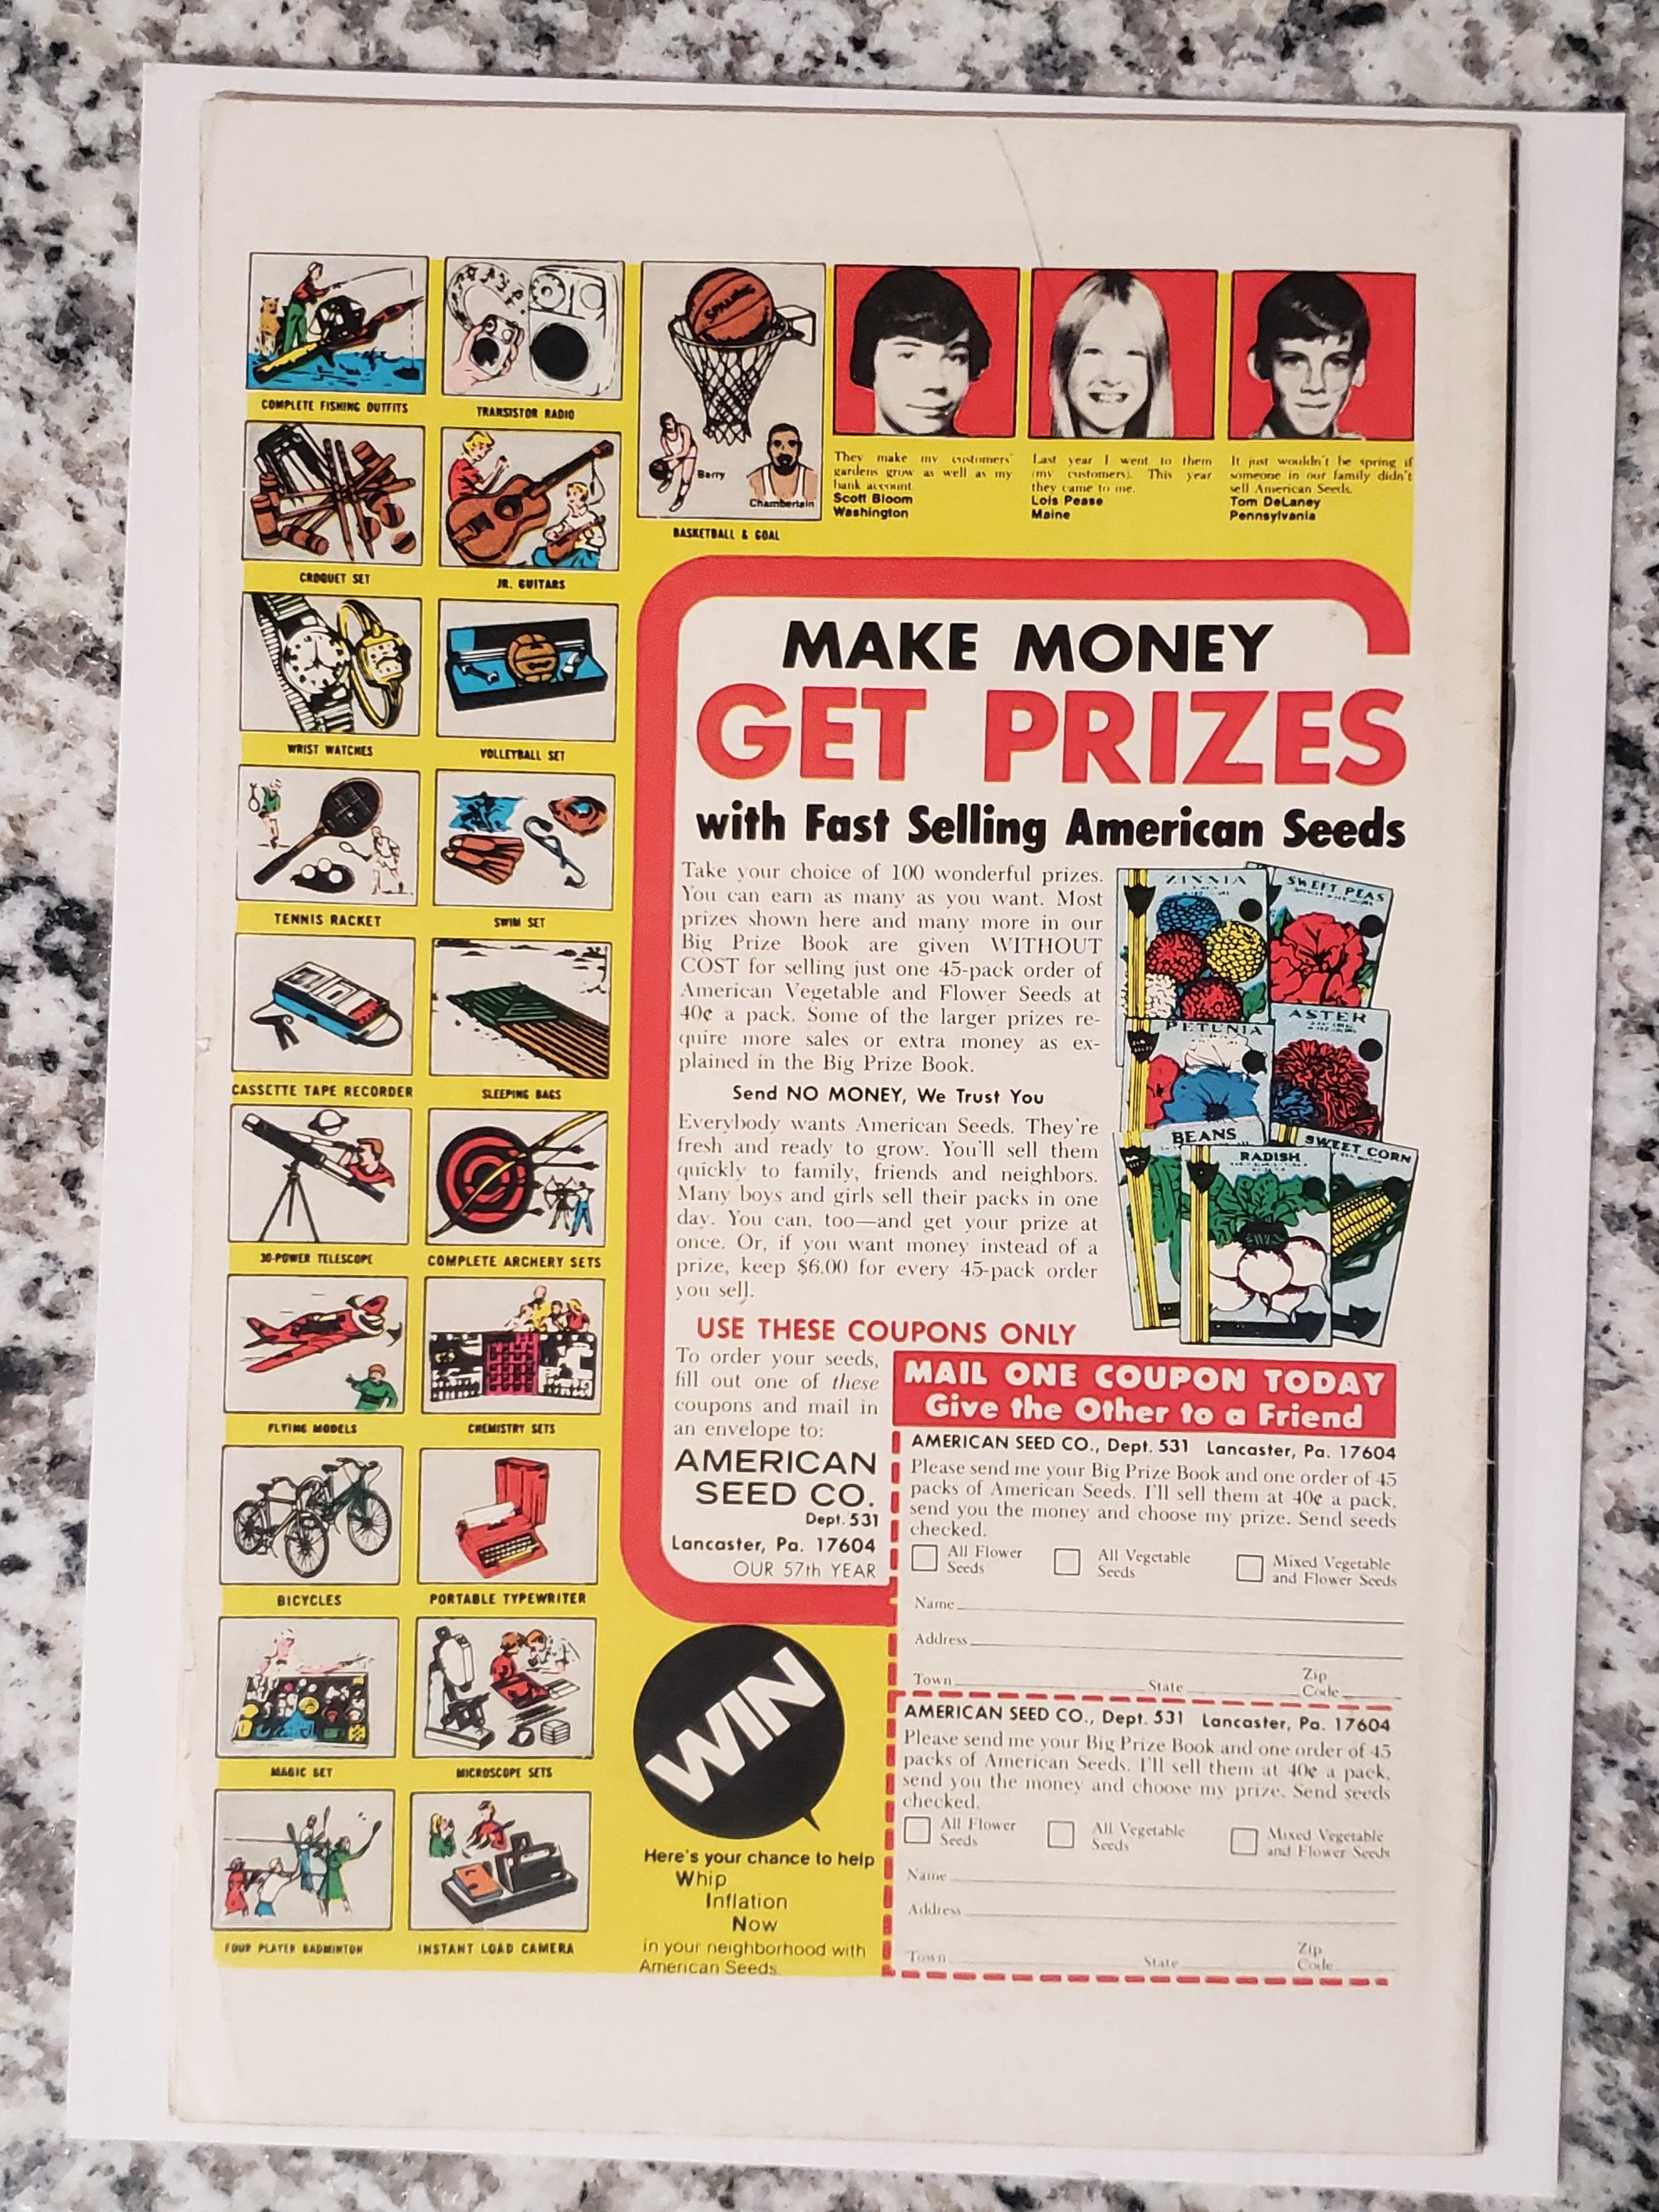 COMPLETE FISHING OUTFITS
TRANSISTOR RADIO
CROQUET SET
JR. GUITARS
WRIST WATCHES
VOLLEYBALL SET
TENNIS RACKET
SWIM SET
CASSETTE TAPE RECORDER
SLEEPING BAGS
30-POWER TELESCOPE
COMPLETE ARCHERY SETS
FLYING MODELS
CHEMISTRY SETS
BICYCLES
PORTABLE TYPEWRITER
MAGIC SET
MICROSCOPE SETS
FOUR PLAYER BADMINTON
INSTANT LOAD CAMERA
SPALDING
Barry
Chamberlain
BASKETBALL & GOAL
They make my customers'
gardens grow as well as my
bank account.
Scott Bloom
Washington
Last year I went to them
(my customers). This year
they came to me.
Lois Pease
Maine
It just wouldn't be spring if
someone in our family didn't
sell American Seeds.
Tom DeLaney
Pennsylvania
MAKE MONEY
GET PRIZES
with Fast Selling American Seeds
Take your choice of 100 wonderful prizes.
You can earn as many as you want. Most
prizes shown here and many more in our
Big Prize Book are given WITHOUT
COST for selling just one 45-pack order of
American Vegetable and Flower Seeds at
40¢ a pack. Some of the larger prizes re-
quire more sales or extra money as ex-
plained in the Big Prize Book.
Send NO MONEY, We Trust You
Everybody wants American Seeds. They're
fresh and ready to grow. You'll sell them
quickly to family, friends and neighbors.
Many boys and girls sell their packs in one
day. You can, too—and get your prize at
once. Or, if you want money instead of a
prize, keep $6.00 for every 45-pack order
you sell.
ZINNIA
SWEET PEAS
PETUNIA
ASTER
BEANS
RADISH
SWEET CORN
USE THESE COUPONS ONLY
To order your seeds,
fill out one of these
coupons and mail in
an envelope to:
AMERICAN
SEED CO.
Dept. 531
Lancaster, Pa. 17604
OUR 57th YEAR
MAIL ONE COUPON TODAY
Give the Other to a Friend
AMERICAN SEED CO., Dept. 531 Lancaster, Pa. 17604
Please send me your Big Prize Book and one order of 45
packs of American Seeds. I'll sell them at 40¢ a pack,
send you the money and choose my prize. Send seeds
checked.
All Flower Seeds
All Vegetable Seeds
Mixed Vegetable and Flower Seeds
Name
Address
Town State Zip Code
AMERICAN SEED CO., Dept. 531 Lancaster, Pa. 17604
Please send me your Big Prize Book and one order of 45
packs of American Seeds. I'll sell them at 40¢ a pack,
send you the money and choose my prize. Send seeds
checked.
All Flower Seeds
All Vegetable Seeds
Mixed Vegetable and Flower Seeds
Name
Address
Town State Zip Code
WIN
Here's your chance to help
Whip
Inflation
Now
in your neighborhood with
American Seeds.